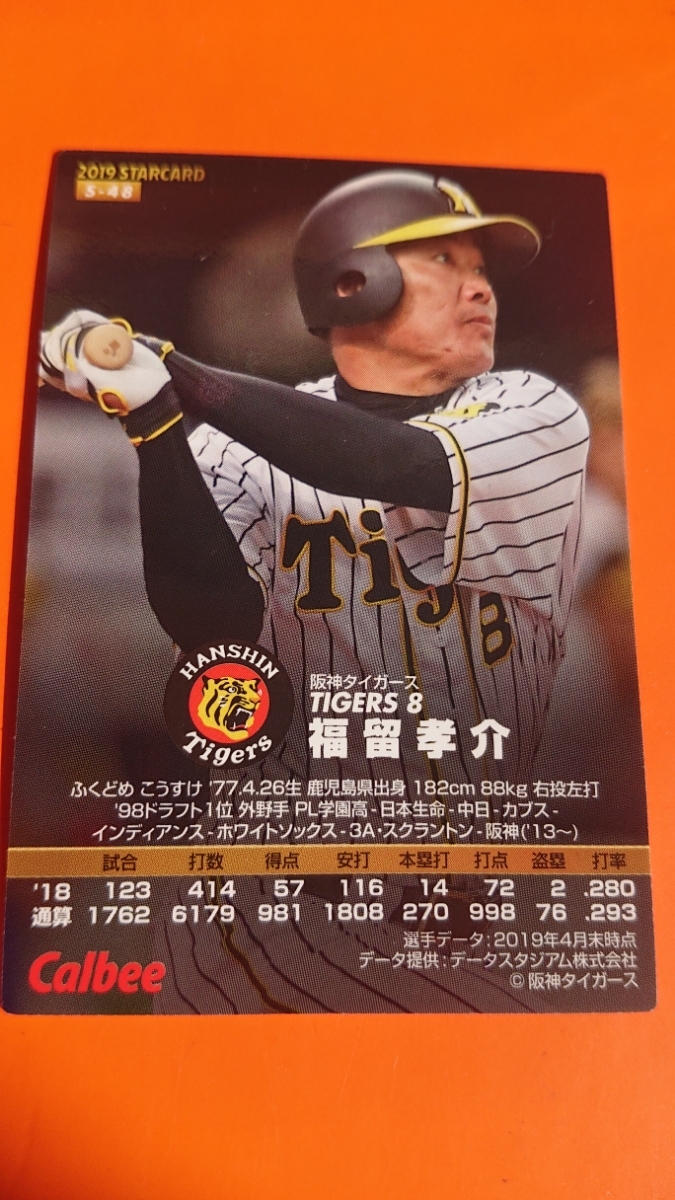 2019 STARCARD
S-48
Tig
8
HANSHIN
Tigers
阪神タイガース
TIGERS 8
福留孝介
ふくどめ こうすけ '77.4.26生 鹿児島県出身 182cm 88kg 右投左打
'98ドラフト1位 外野手 PL学園高-日本生命-中日-カブス-
インディアンス-ホワイトソックス-3A・スクラントン-阪神('13~)
試合 打数 得点 安打 本塁打 打点 盗塁 打率
'18 123 414 57 116 14 72 2 .280
通算 1762 6179 981 1808 270 998 76 .293
選手データ:2019年4月末時点
データ提供:データスタジアム株式会社
Calbee
© 阪神タイガース